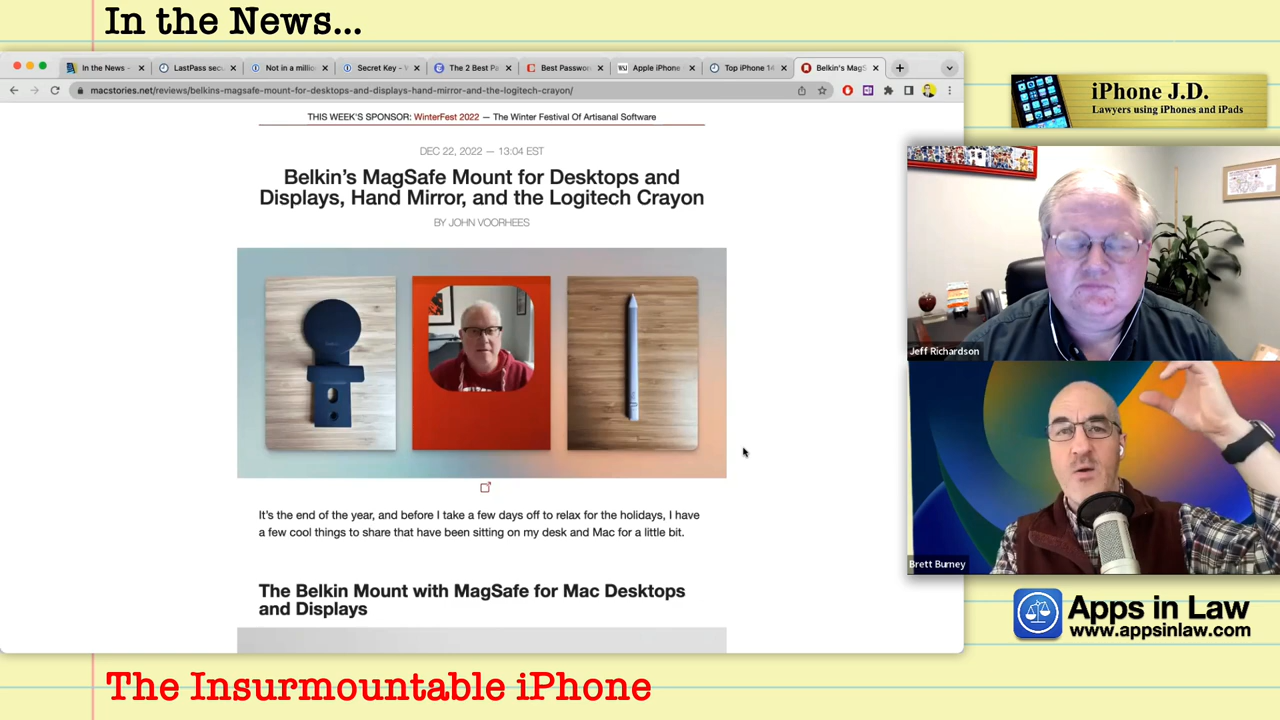 In the News...
In the News -
LastPass sec
Not in a millio
Secret Key – V
The 2 Best Pa
Best Passwor
Apple iPhone
Top iPhone 14
Belkin's MagS
macstories.net/reviews/belkins-magsafe-mount-for-desktops-and-displays-hand-mirror-and-the-logitech-crayon/
THIS WEEK'S SPONSOR: WinterFest 2022 — The Winter Festival Of Artisanal Software
DEC 22, 2022 — 13:04 EST
Belkin's MagSafe Mount for Desktops and
Displays, Hand Mirror, and the Logitech Crayon
BY JOHN VOORHEES
It's the end of the year, and before I take a few days off to relax for the holidays, I have
a few cool things to share that have been sitting on my desk and Mac for a little bit.
The Belkin Mount with MagSafe for Mac Desktops
and Displays
iPhone J.D.
Lawyers using iPhones and iPads
Jeff Richardson
Brett Burney
Apps in Law
www.appsinlaw.com
The Insurmountable iPhone